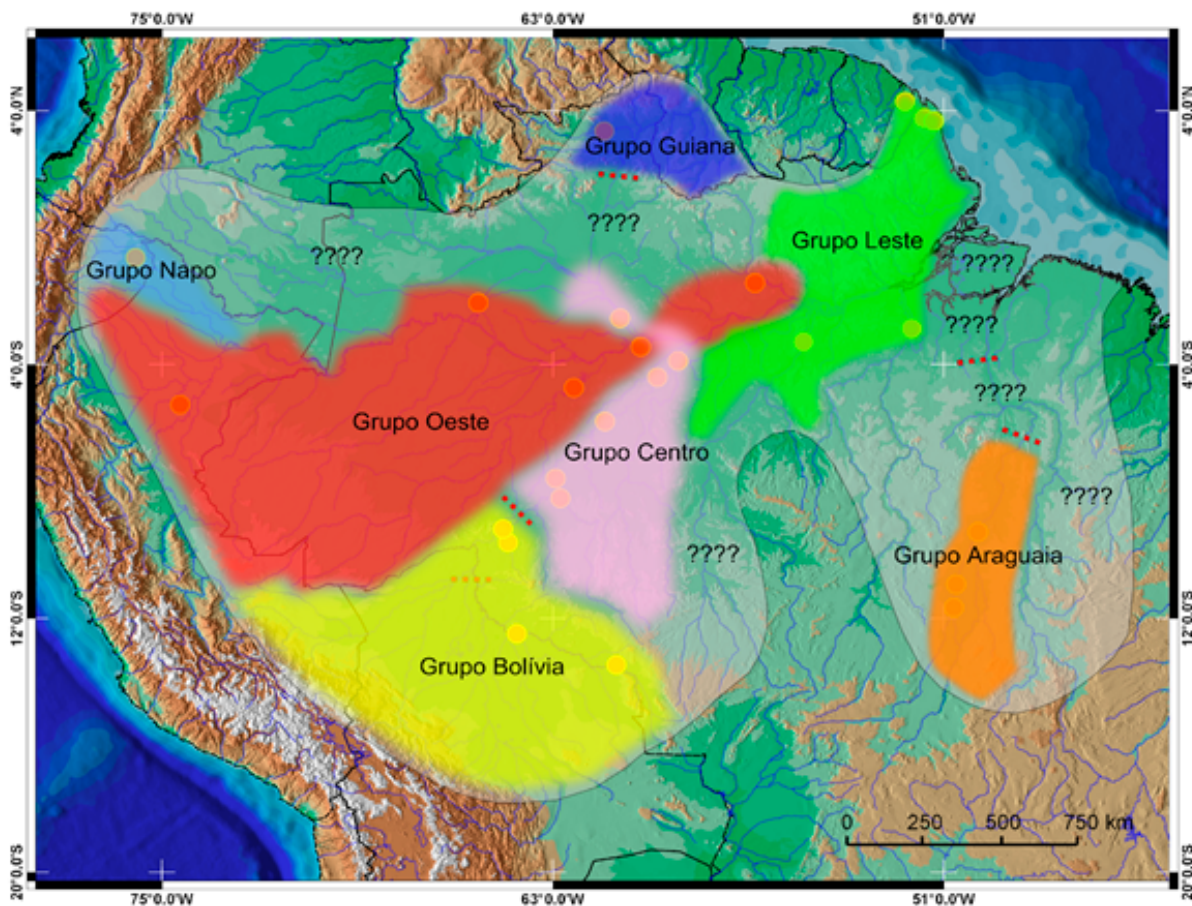 75°0.0'W 63°0.0'W 51°0.0'W
4°0.0'N 4°0.0'N
Grupo Guiana
????
????
Grupo Leste
????
Grupo Napo
????
4°0.0'S 4°0.0'S
????
Grupo Oeste
Grupo Centro
????
????
Grupo Araguaia
12°0.0'S 12°0.0'S
Grupo Bolívia
0 250 500 750 km
20°0.0'S 20°0.0'S
75°0.0'W 63°0.0'W 51°0.0'W